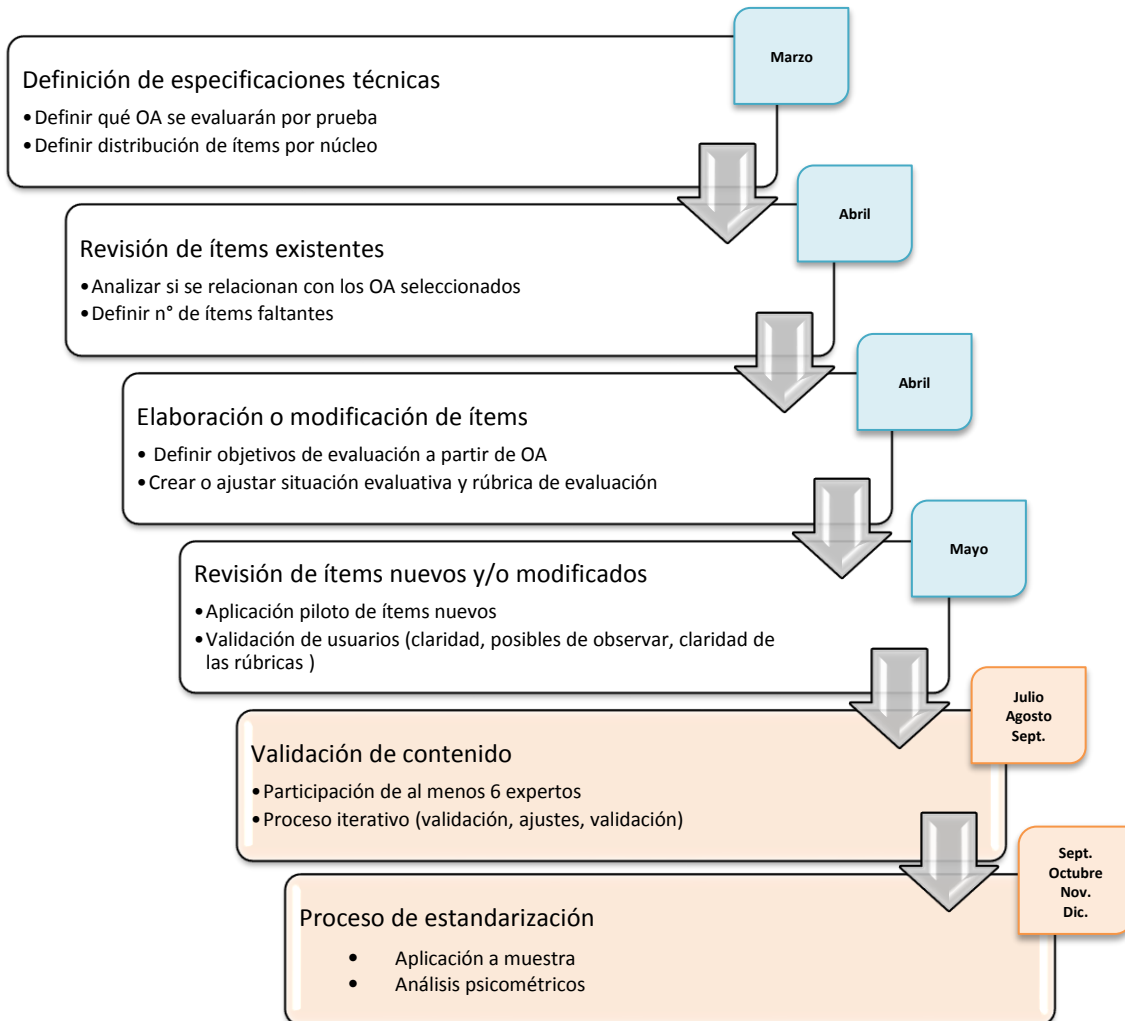 Marzo
Definición de especificaciones técnicas
•Definir qué OA se evaluarán por prueba
•Definir distribución de ítems por núcleo
Abril
Revisión de ítems existentes
•Analizar si se relacionan con los OA seleccionados
•Definir n° de ítems faltantes
Abril
Elaboración o modificación de ítems
• Definir objetivos de evaluación a partir de OA
•Crear o ajustar situación evaluativa y rúbrica de evaluación
Mayo
Revisión de ítems nuevos y/o modificados
•Aplicación piloto de ítems nuevos
•Validación de usuarios (claridad, posibles de observar, claridad de
las rúbricas )
Julio
Agosto
Sept.
Validación de contenido
•Participación de al menos 6 expertos
•Proceso iterativo (validación, ajustes, validación)
Sept.
Octubre
Nov.
Dic.
Proceso de estandarización
• Aplicación a muestra
• Análisis psicométricos